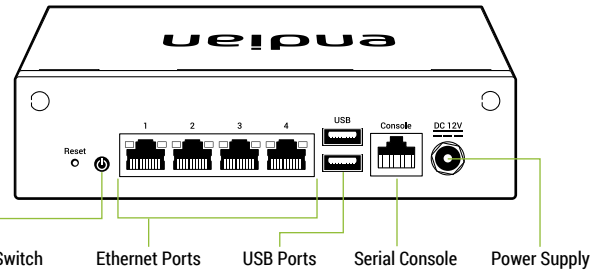 endian
1 2 3 4 USB Console DC 12V
Reset
Switch Ethernet Ports USB Ports Serial Console Power Supply